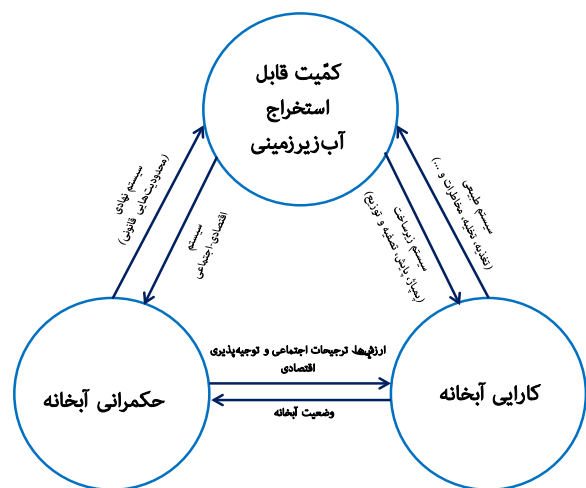 کمّیت قابل
استخراج
آب‌زیرزمینی
سیستم نهادی
(محدودیت‌هایی قانونی)
سیستم
اقتصادی اجتماعی
سیستم طبیعی
(تغذیه، تخلیه، مخاطرات و ...)
سیستم زیرساخت
(پمپاژ، پایش، تصفیه و توزیع)
ارزش‌ها، ترجیحات اجتماعی و توجیه‌پذیری
اقتصادی
وضعیت آبخانه
حکمرانی آبخانه
کارایی آبخانه